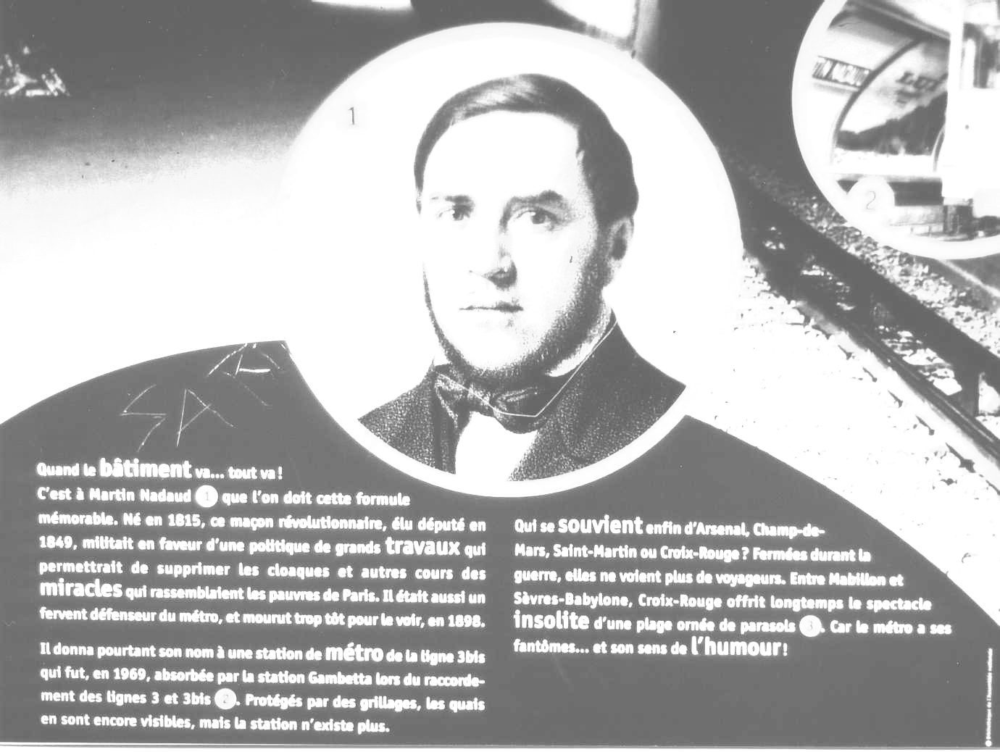 1
2
Quand le bâtiment va... tout va !
C'est à Martin Nadaud 1 que l'on doit cette formule
mémorable. Né en 1815, ce maçon révolutionnaire, élu député en
1849, militait en faveur d'une politique de grands travaux qui
permettrait de supprimer les cloaques et autres cours des
miracles qui rassemblaient les pauvres de Paris. Il était aussi un
fervent défenseur du métro, et mourut trop tôt pour le voir, en 1898.
Il donna pourtant son nom à une station de métro de la ligne 3bis
qui fut, en 1969, absorbée par la station Gambetta lors du raccorde-
ment des lignes 3 et 3bis 2. Protégés par des grillages, les quais
en sont encore visibles, mais la station n'existe plus.
Qui se souvient enfin d'Arsenal, Champ-de-
Mars, Saint-Martin ou Croix-Rouge ? Fermées durant la
guerre, elles ne voient plus de voyageurs. Entre Mabillon et
Sèvres-Babylone, Croix-Rouge offrit longtemps le spectacle
insolite d'une plage ornée de parasols 3. Car le métro a ses
fantômes... et son sens de l'humour !